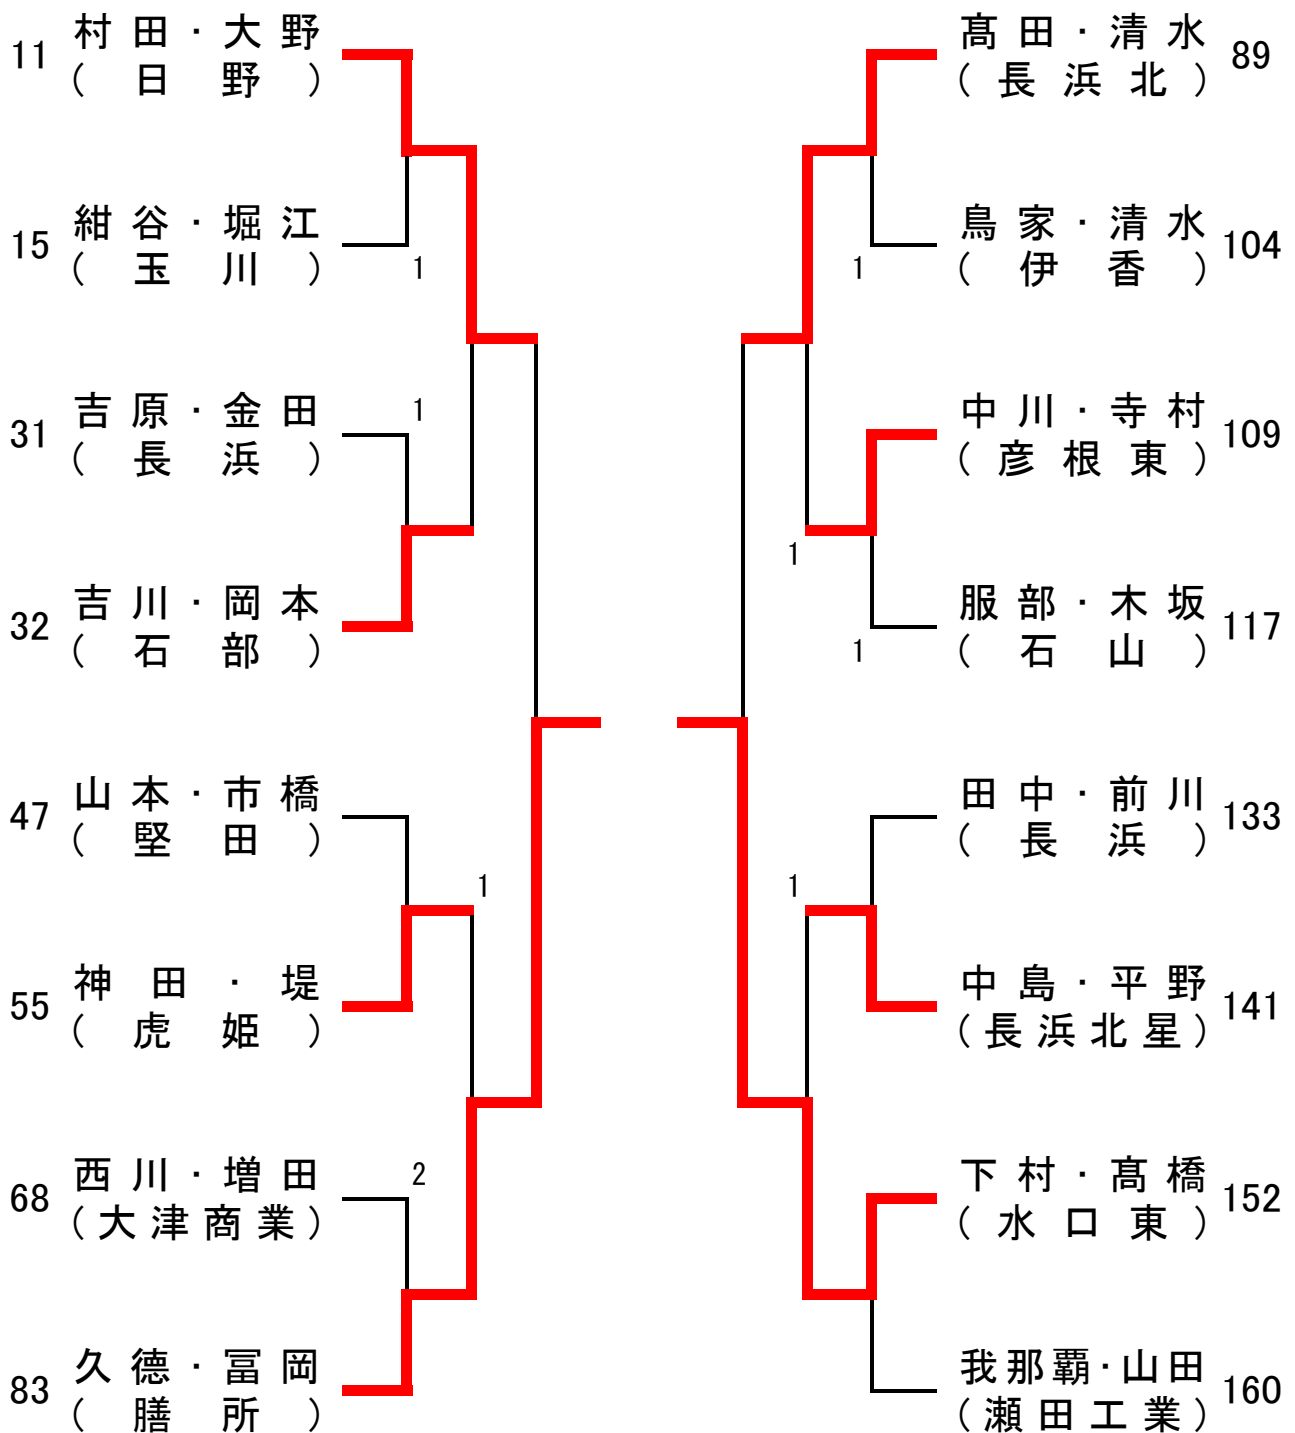 11 村田・大野
(日野)
1
15 紺谷・堀江
(玉川)
31 吉原・金田
(長浜)
1
32 吉川・岡本
(石部)
47 山本・市橋
(堅田)
1
55 神田・堤
(虎姫)
68 西川・増田
(大津商業)
2
83 久德・冨岡
(膳所)
髙田・清水 89
(長浜北)
鳥家・清水 104
(伊香)
1
中川・寺村 109
(彦根東)
1
服部・木坂 117
(石山)
1
田中・前川 133
(長浜)
1
中島・平野 141
(長浜北星)
下村・髙橋 152
(水口東)
我那覇・山田 160
(瀬田工業)